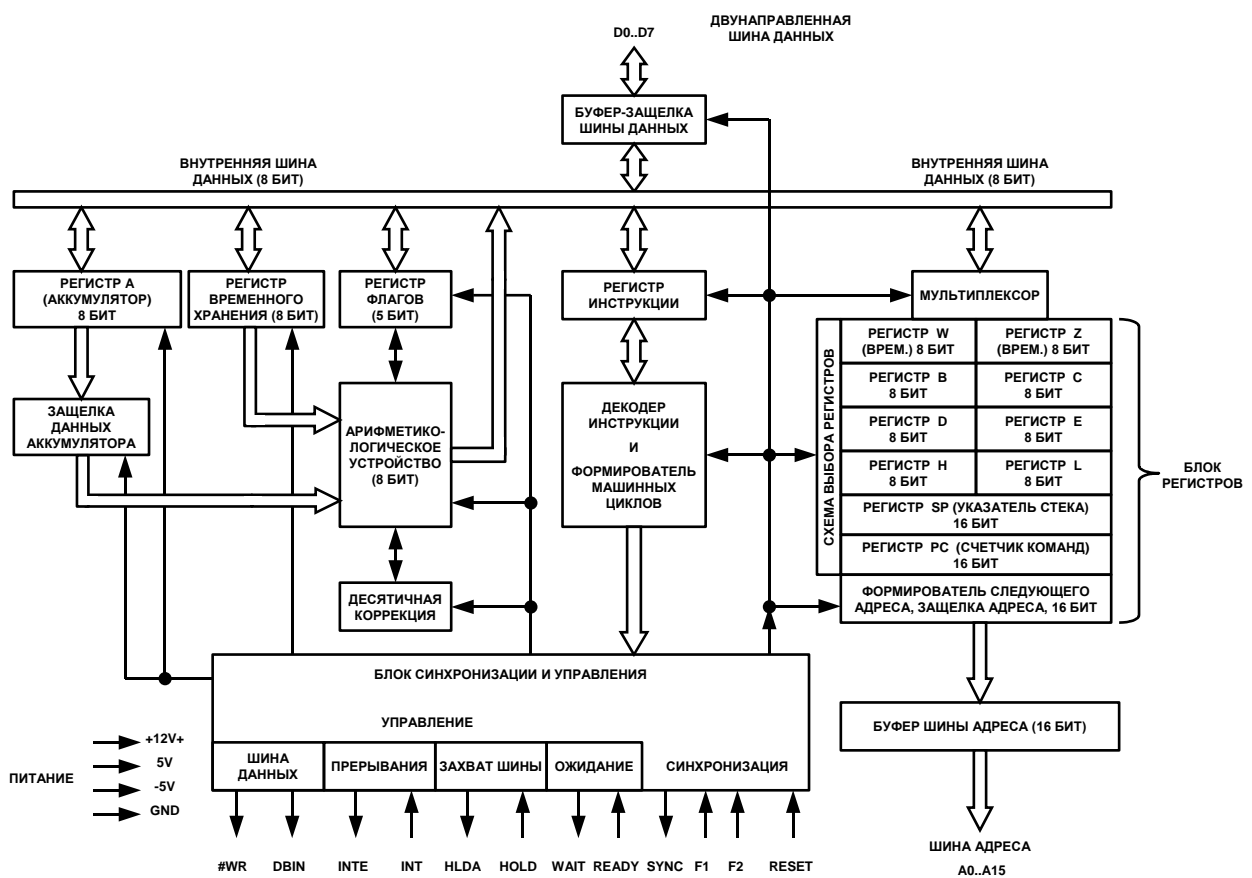 ДВУНАПРАВЛЕННАЯ
ШИНА ДАННЫХ
D0..D7
БУФЕР-ЗАЩЕЛКА
ШИНЫ ДАННЫХ
ВНУТРЕННЯЯ ШИНА
ДАННЫХ (8 БИТ)
ВНУТРЕННЯЯ ШИНА
ДАННЫХ (8 БИТ)
РЕГИСТР А
(АККУМУЛЯТОР)
8 БИТ
РЕГИСТР
ВРЕМЕННОГО
ХРАНЕНИЯ (8 БИТ)
РЕГИСТР
ФЛАГОВ
(5 БИТ)
РЕГИСТР
ИНСТРУКЦИИ
МУЛЬТИПЛЕКСОР
СХЕМА ВЫБОРА РЕГИСТРОВ
РЕГИСТР W
(ВРЕМ.) 8 БИТ
РЕГИСТР Z
(ВРЕМ.) 8 БИТ
РЕГИСТР B
8 БИТ
РЕГИСТР C
8 БИТ
РЕГИСТР D
8 БИТ
РЕГИСТР E
8 БИТ
РЕГИСТР H
8 БИТ
РЕГИСТР L
8 БИТ
РЕГИСТР SP (УКАЗАТЕЛЬ СТЕКА)
16 БИТ
РЕГИСТР PC (СЧЕТЧИК КОМАНД)
16 БИТ
ФОРМИРОВАТЕЛЬ СЛЕДУЮЩЕГО
АДРЕСА, ЗАЩЕЛКА АДРЕСА, 16 БИТ
БЛОК
РЕГИСТРОВ
ЗАЩЕЛКА
ДАННЫХ
АККУМУЛЯТОРА
АРИФМЕТИКО-
ЛОГИЧЕСКОЕ
УСТРОЙСТВО
(8 БИТ)
ДЕКОДЕР
ИНСТРУКЦИИ
И
ФОРМИРОВАТЕЛЬ
МАШИННЫХ
ЦИКЛОВ
ДЕСЯТИЧНАЯ
КОРРЕКЦИЯ
БЛОК СИНХРОНИЗАЦИИ И УПРАВЛЕНИЯ
УПРАВЛЕНИЕ
ШИНА
ДАННЫХ
ПРЕРЫВАНИЯ
ЗАХВАТ ШИНЫ
ОЖИДАНИЕ
СИНХРОНИЗАЦИЯ
БУФЕР ШИНЫ АДРЕСА (16 БИТ)
ПИТАНИЕ
+12V+
5V
-5V
GND
#WR DBIN INTE INT HLDA HOLD WAIT READY SYNC F1 F2 RESET
ШИНА АДРЕСА
A0..A15